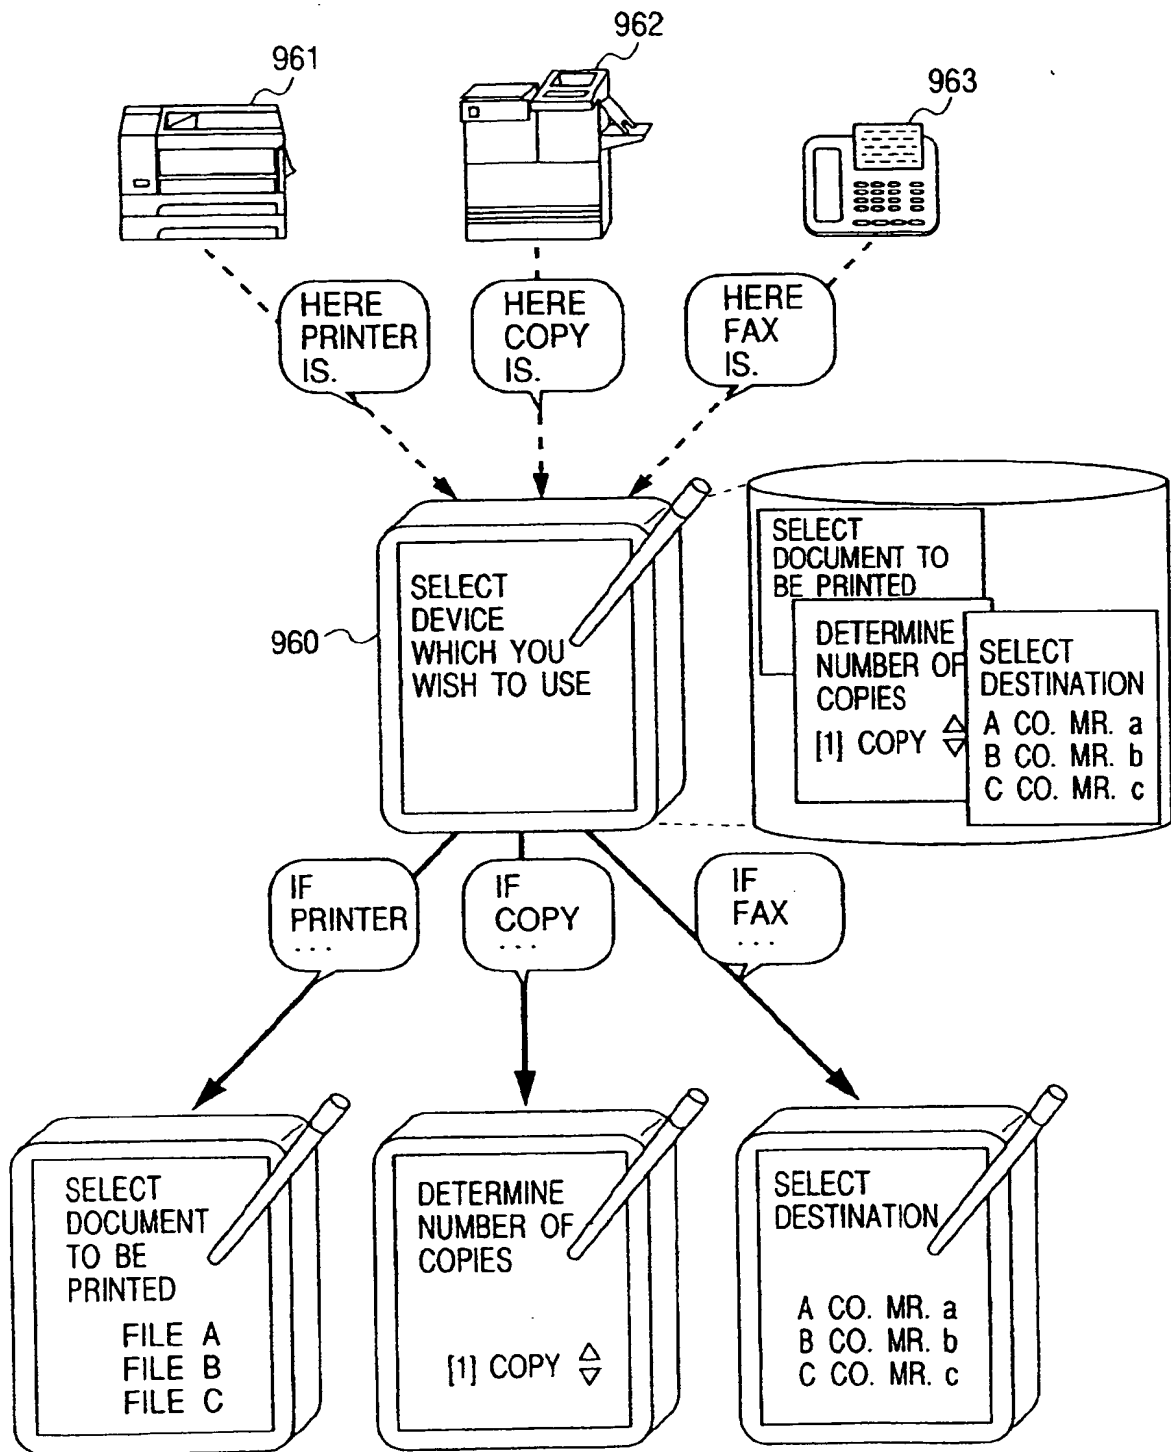 961
962
963
HERE
PRINTER
IS.
HERE
COPY
IS.
HERE
FAX
IS.
960
SELECT
DEVICE
WHICH YOU
WISH TO USE
SELECT
DOCUMENT TO
BE PRINTED
DETERMINE
NUMBER OF
COPIES
[1] COPY
SELECT
DESTINATION
A CO. MR. a
B CO. MR. b
C CO. MR. c
IF
PRINTER
...
IF
COPY
...
IF
FAX
...
SELECT
DOCUMENT
TO BE
PRINTED
FILE A
FILE B
FILE C
DETERMINE
NUMBER OF
COPIES
[1] COPY
SELECT
DESTINATION
A CO. MR. a
B CO. MR. b
C CO. MR. c